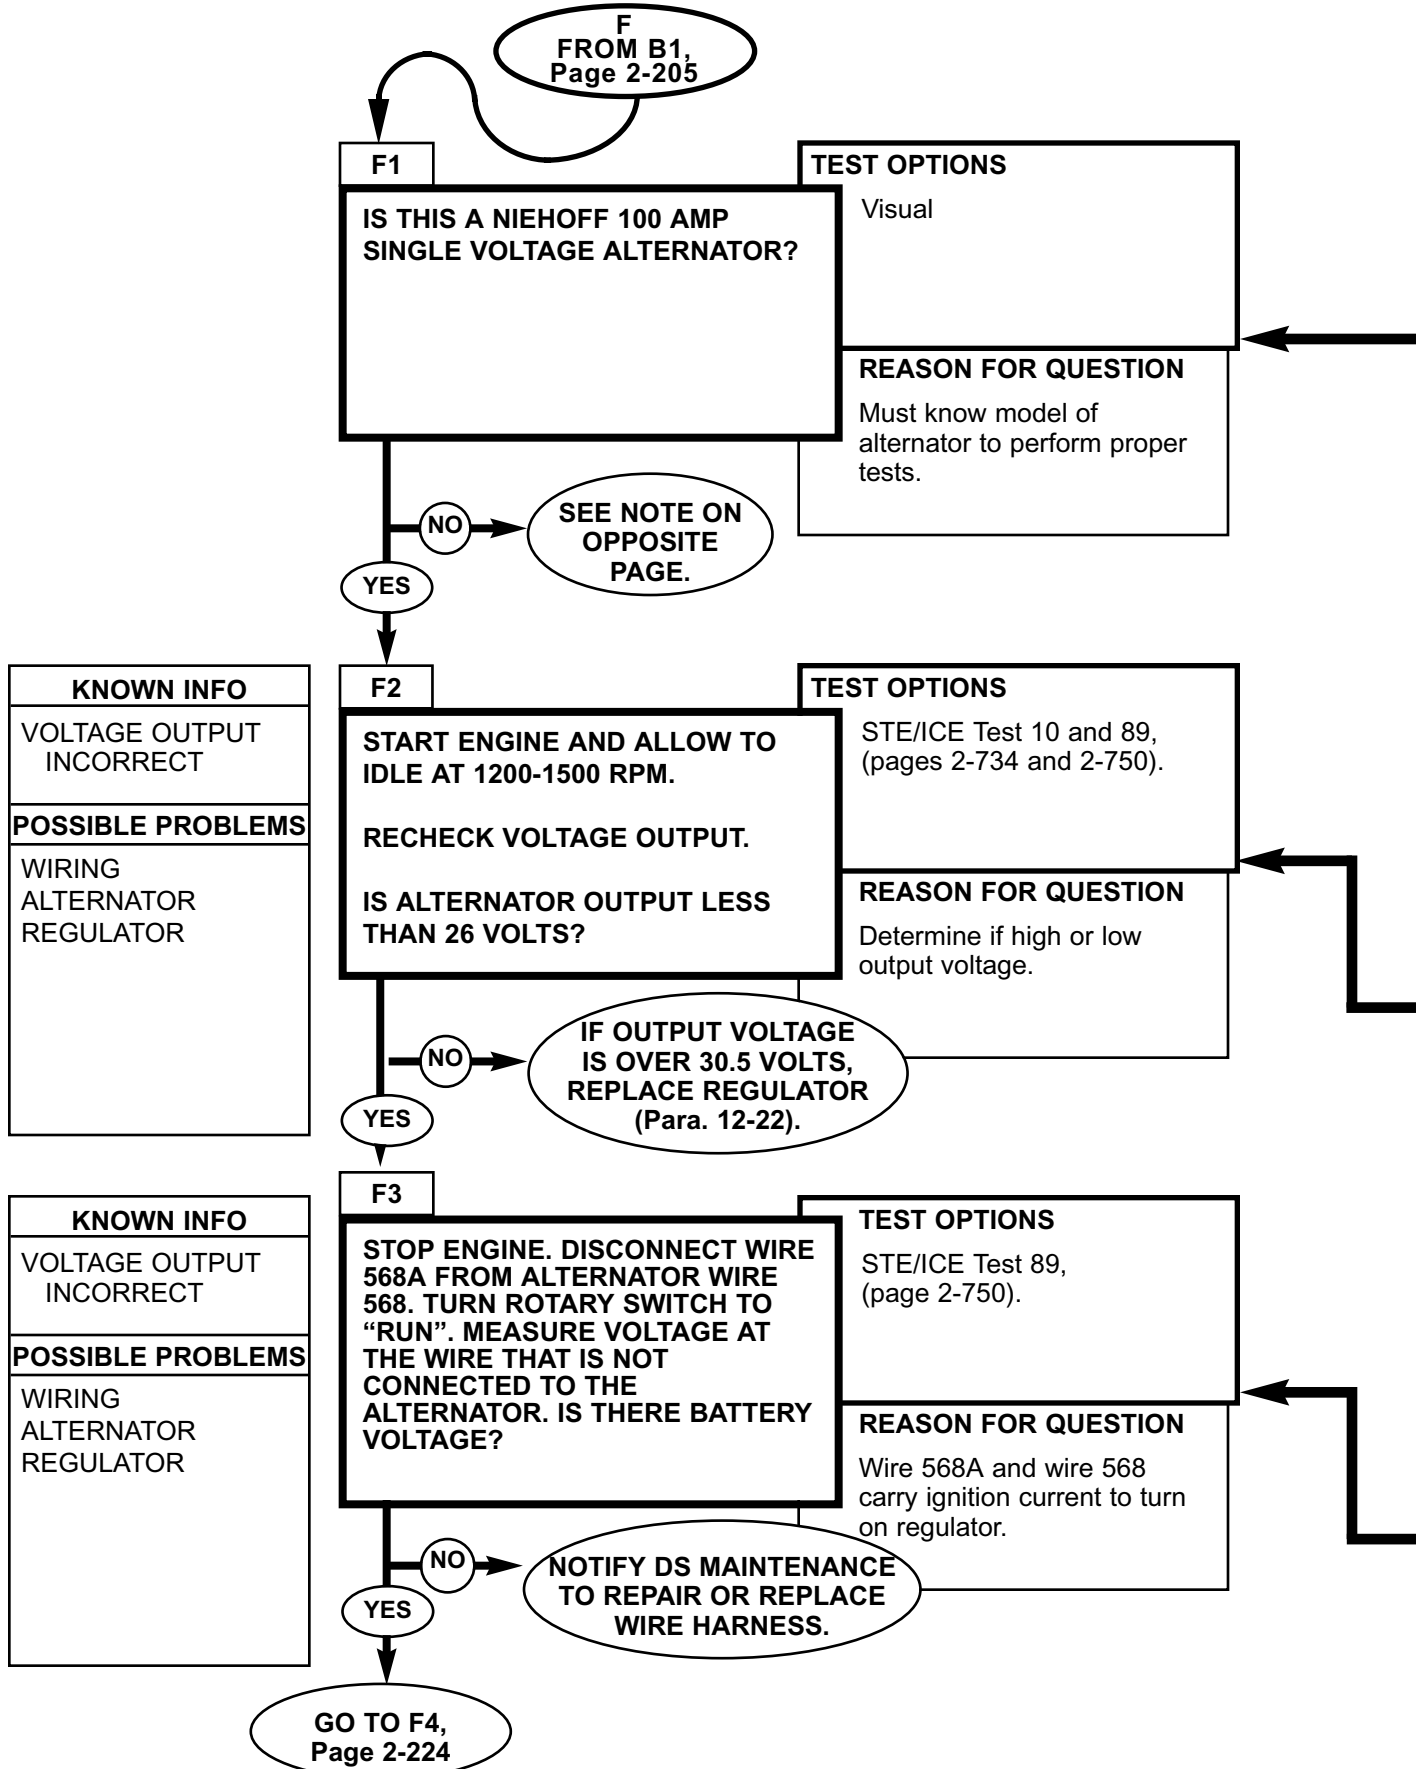 F
FROM B1,
Page 2-205
F1
IS THIS A NIEHOFF 100 AMP
SINGLE VOLTAGE ALTERNATOR?
TEST OPTIONS
Visual
REASON FOR QUESTION
Must know model of
alternator to perform proper
tests.
NO
SEE NOTE ON
OPPOSITE
PAGE.
YES
KNOWN INFO
VOLTAGE OUTPUT
INCORRECT
POSSIBLE PROBLEMS
WIRING
ALTERNATOR
REGULATOR
F2
START ENGINE AND ALLOW TO
IDLE AT 1200-1500 RPM.
RECHECK VOLTAGE OUTPUT.
IS ALTERNATOR OUTPUT LESS
THAN 26 VOLTS?
TEST OPTIONS
STE/ICE Test 10 and 89,
(pages 2-734 and 2-750).
REASON FOR QUESTION
Determine if high or low
output voltage.
NO
IF OUTPUT VOLTAGE
IS OVER 30.5 VOLTS,
REPLACE REGULATOR
(Para. 12-22).
YES
KNOWN INFO
VOLTAGE OUTPUT
INCORRECT
POSSIBLE PROBLEMS
WIRING
ALTERNATOR
REGULATOR
F3
STOP ENGINE. DISCONNECT WIRE
568A FROM ALTERNATOR WIRE
568. TURN ROTARY SWITCH TO
“RUN”. MEASURE VOLTAGE AT
THE WIRE THAT IS NOT
CONNECTED TO THE
ALTERNATOR. IS THERE BATTERY
VOLTAGE?
TEST OPTIONS
STE/ICE Test 89,
(page 2-750).
REASON FOR QUESTION
Wire 568A and wire 568
carry ignition current to turn
on regulator.
NO
NOTIFY DS MAINTENANCE
TO REPAIR OR REPLACE
WIRE HARNESS.
YES
GO TO F4,
Page 2-224